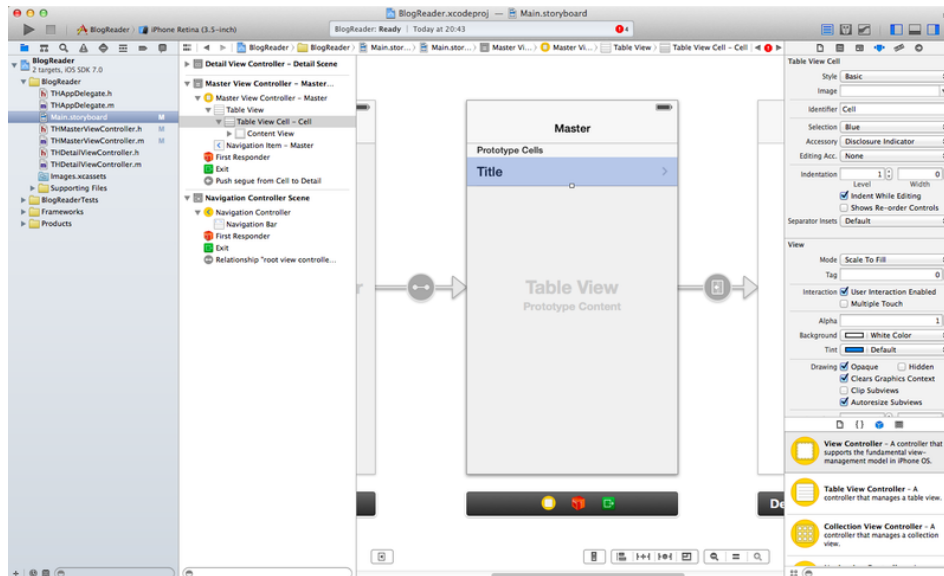 BlogReader.xcodeproj — Main.storyboard
BlogReader
iPhone Retina (3.5-inch)
BlogReader: Ready | Today at 20:43
4
BlogReader
BlogReader
Main.stor...
Main.stor...
Master Vi...
Master Vi...
Table View
Table View Cell – Cell
BlogReader
2 targets, iOS SDK 7.0
BlogReader
THAppDelegate.h
THAppDelegate.m
Main.storyboard M
THMasterViewController.h M
THMasterViewController.m M
THDetailViewController.h
THDetailViewController.m
Images.xcassets
Supporting Files
BlogReaderTests
Frameworks
Products
Detail View Controller – Detail Scene
Master View Controller – Master...
Master View Controller – Master
Table View
Table View Cell – Cell
Content View
Navigation Item – Master
First Responder
Exit
Push segue from Cell to Detail
Navigation Controller Scene
Navigation Controller
Navigation Bar
First Responder
Exit
Relationship "root view controlle...
r
Master
Prototype Cells
Title
Table View
Prototype Content
De
Table View Cell
Style Basic
Image
Identifier Cell
Selection Blue
Accessory Disclosure Indicator
Editing Acc. None
Indentation 1 0
Level Width
Indent While Editing
Shows Re-order Controls
Separator Insets Default
View
Mode Scale To Fill
Tag 0
Interaction User Interaction Enabled
Multiple Touch
Alpha 1
Background White Color
Tint Default
Drawing Opaque Hidden
Clears Graphics Context
Clip Subviews
Autoresize Subviews
View Controller – A controller that
supports the fundamental view-
management model in iPhone OS.
Table View Controller – A
controller that manages a table view.
Collection View Controller – A
controller that manages a collection
view.